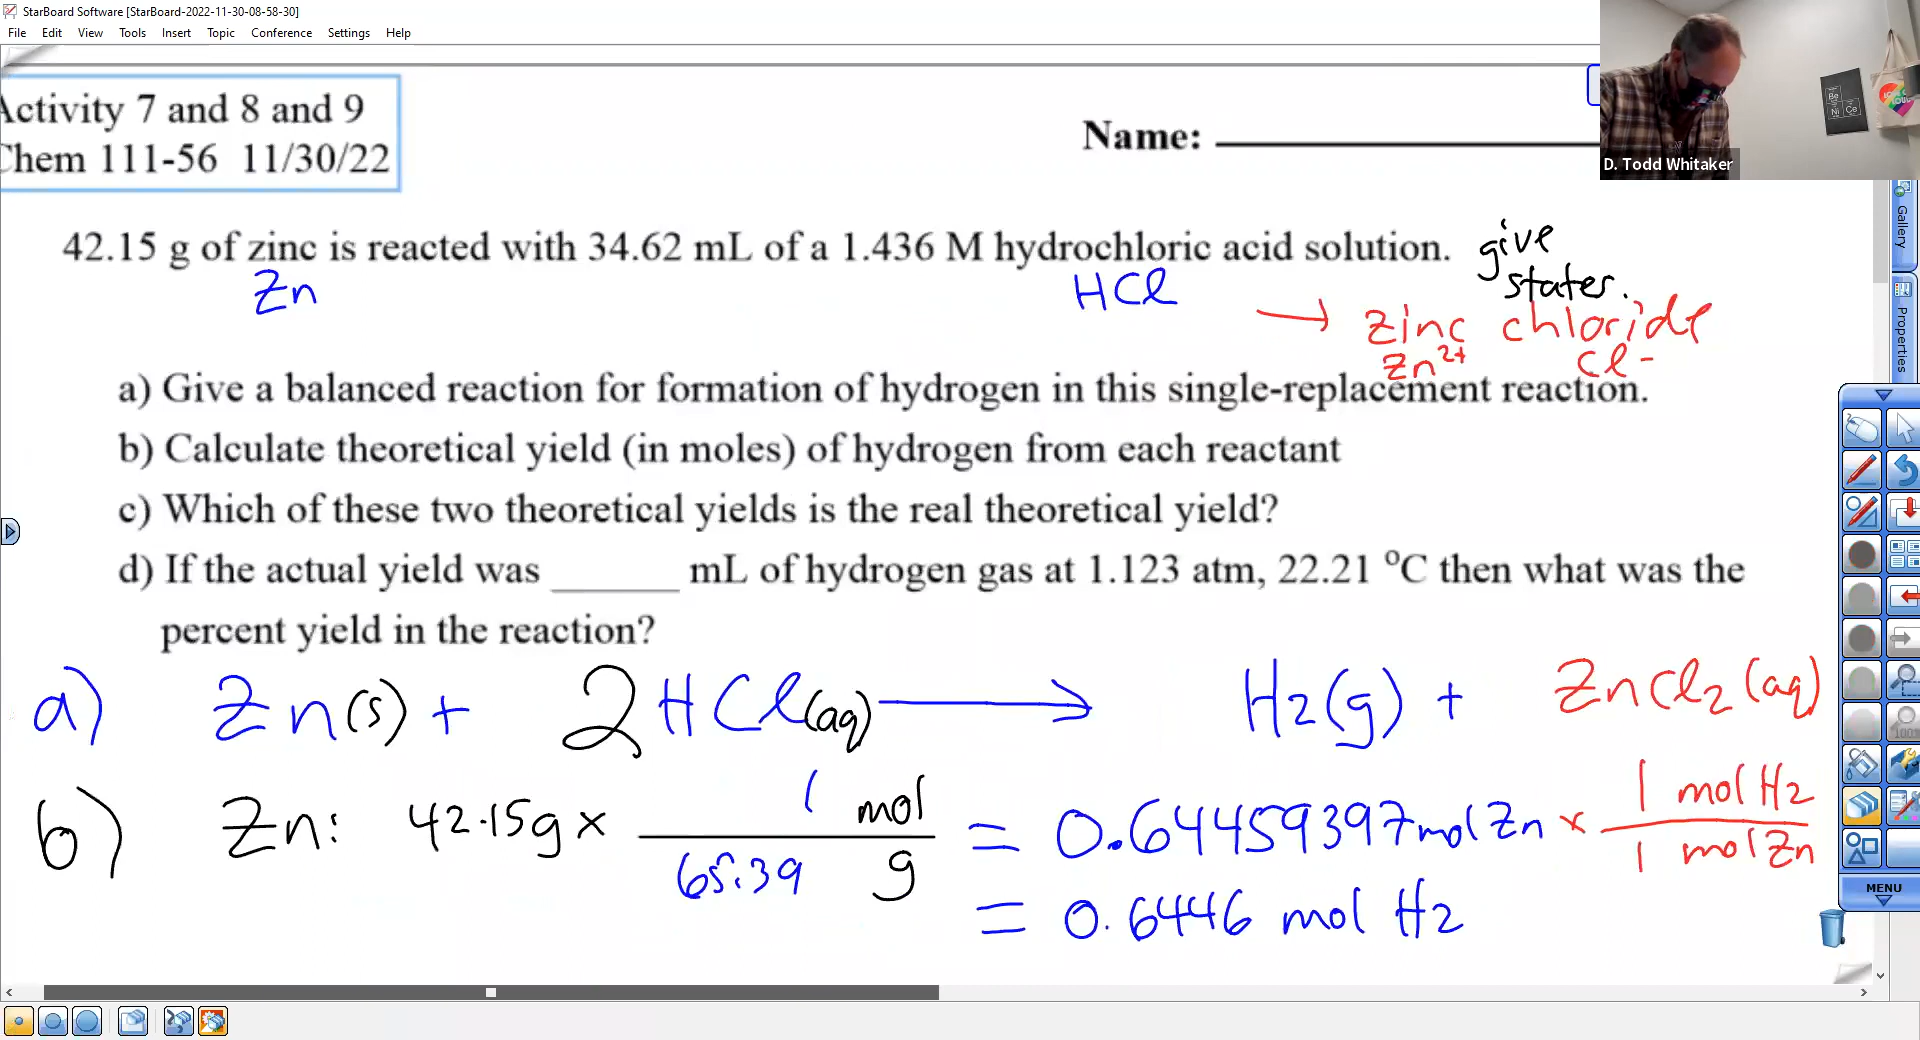 StarBoard Software [StarBoard-2022-11-30-08-58-30]
File Edit View Tools Insert Topic Conference Settings Help
Activity 7 and 8 and 9
Chem 111-56 11/30/22
Name:
D. Todd Whitaker
Be
Ni Ce
Gallery
Properties
42.15 g of zinc is reacted with 34.62 mL of a 1.436 M hydrochloric acid solution.
give
states.
Zn HCl
→ zinc chloride
Zn2+ Cl-
a) Give a balanced reaction for formation of hydrogen in this single-replacement reaction.
b) Calculate theoretical yield (in moles) of hydrogen from each reactant
c) Which of these two theoretical yields is the real theoretical yield?
d) If the actual yield was ______ mL of hydrogen gas at 1.123 atm, 22.21 °C then what was the
percent yield in the reaction?
a) Zn(s) + 2HCl(aq) → H2(g) + ZnCl2(aq)
b) Zn: 42.15g x 1 mol / 65.39 g = 0.64459397 mol Zn x 1 mol H2 / 1 mol Zn
= 0.6446 mol H2
MENU